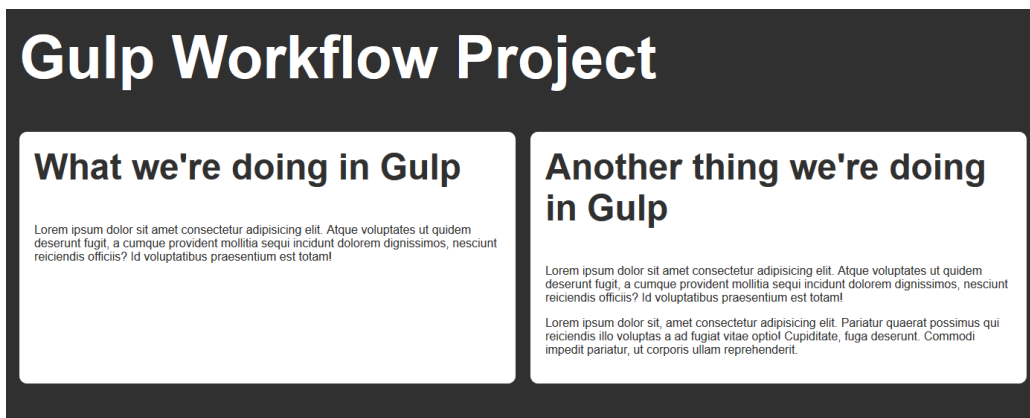 Gulp Workflow Project
What we're doing in Gulp
Lorem ipsum dolor sit amet consectetur adipisicing elit. Atque voluptates ut quidem
deserunt fugit, a cumque provident mollitia sequi incidunt dolorem dignissimos, nesciunt
reiciendis officiis? Id voluptatibus praesentium est totam!
Another thing we're doing
in Gulp
Lorem ipsum dolor sit amet consectetur adipisicing elit. Atque voluptates ut quidem
deserunt fugit, a cumque provident mollitia sequi incidunt dolorem dignissimos, nesciunt
reiciendis officiis? Id voluptatibus praesentium est totam!
Lorem ipsum dolor sit, amet consectetur adipisicing elit. Pariatur quaerat possimus qui
reiciendis illo voluptas a ad fugiat vitae optio! Cupiditate, fuga deserunt. Commodi
impedit pariatur, ut corporis ullam reprehenderit.